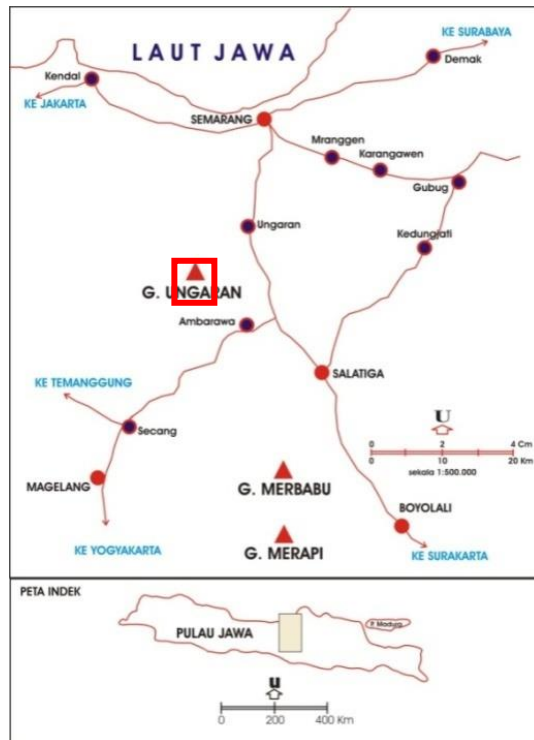 KE SURABAYA
LAUT JAWA
Demak
Kendal
KE JAKARTA
SEMARANG
Mranggen
Karangawen
Gubug
Ungaran
Kedungjati
G. UNGARAN
Ambarawa
SALATIGA
KE TEMANGGUNG
Secang
U
0 2 4 Cm
0 10 20 Km
sekala 1:500.000
MAGELANG
G. MERBABU
BOYOLALI
KE YOGYAKARTA
G. MERAPI
KE SURAKARTA
PETA INDEK
PULAU JAWA
P. Madura
u
0 200 400 Km